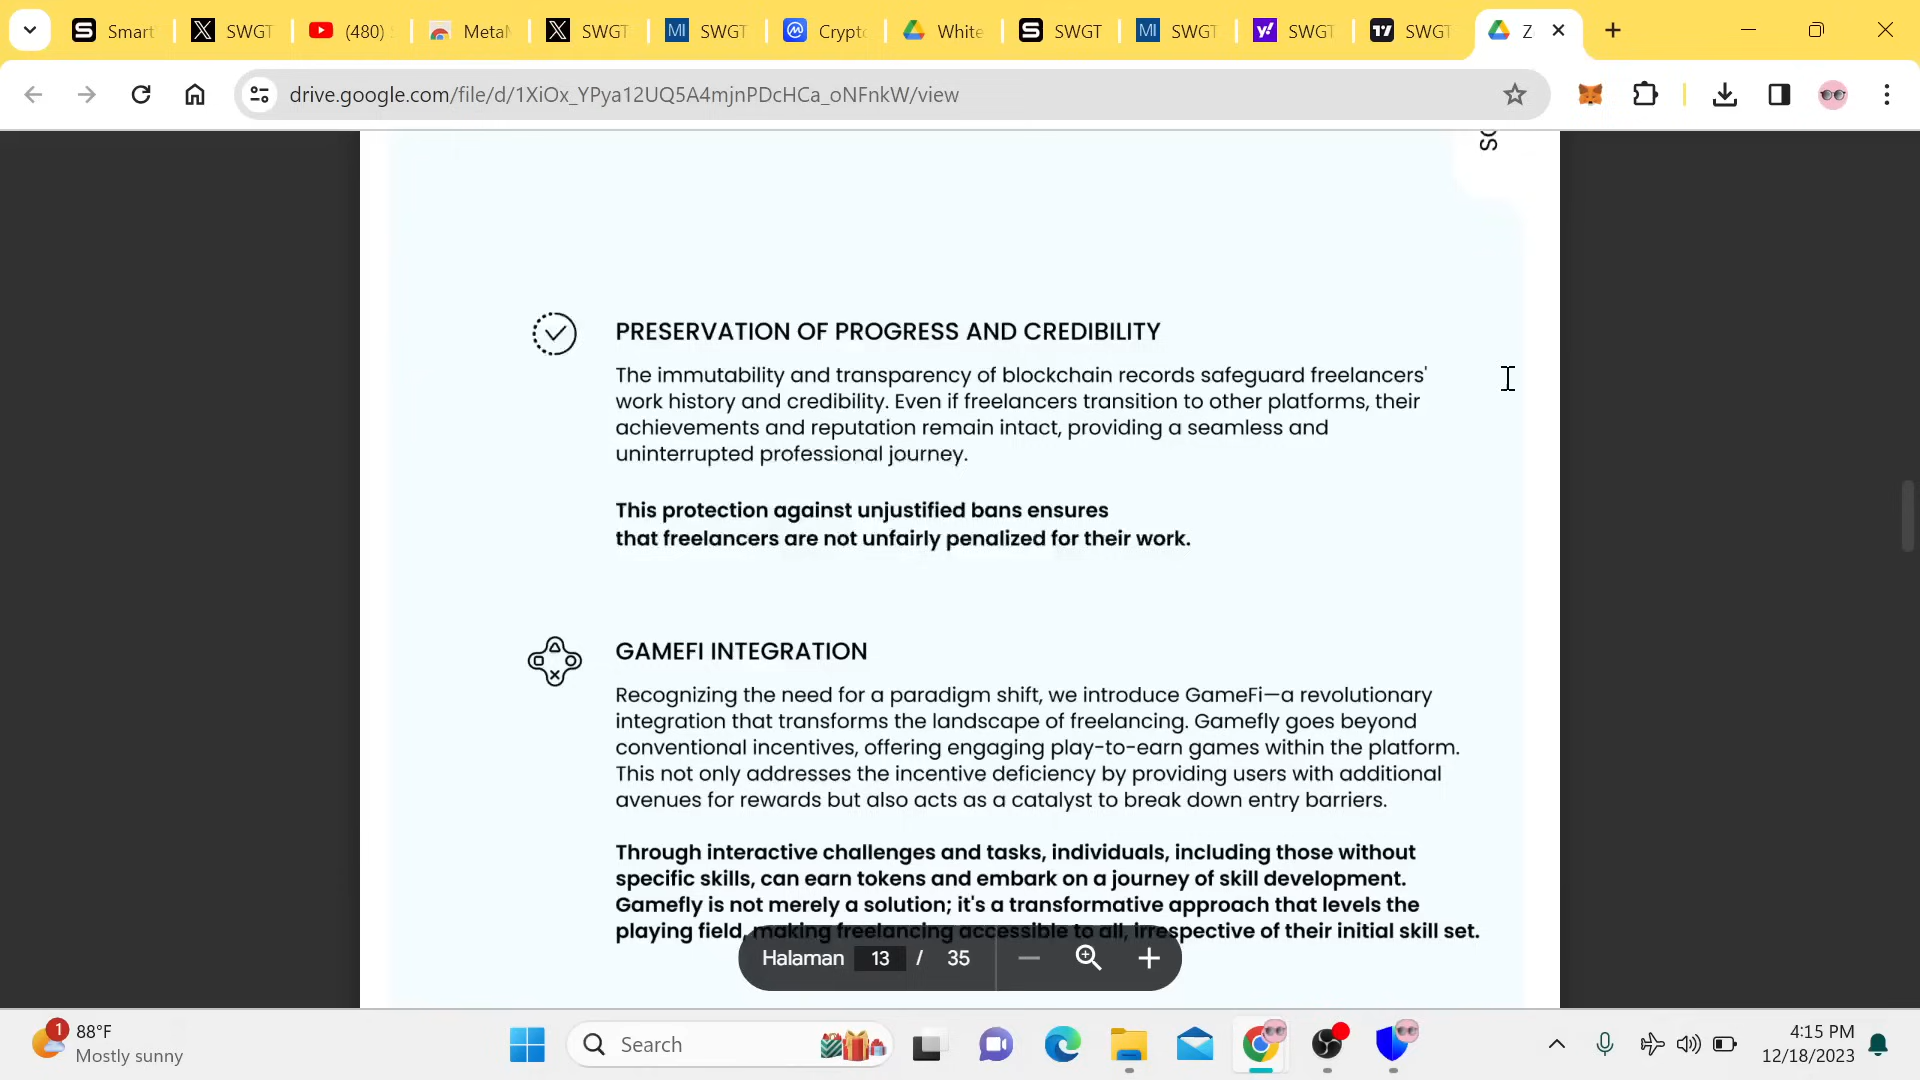 Smart
SWGT
(480)
MetaM
SWGT
SWGT
Crypto
White
SWGT
SWGT
SWGT
SWGT
Z
drive.google.com/file/d/1XiOx_YPya12UQ5A4mjnPDcHCa_oNFnkW/view
PRESERVATION OF PROGRESS AND CREDIBILITY
The immutability and transparency of blockchain records safeguard freelancers'
work history and credibility. Even if freelancers transition to other platforms, their
achievements and reputation remain intact, providing a seamless and
uninterrupted professional journey.
This protection against unjustified bans ensures
that freelancers are not unfairly penalized for their work.
GAMEFI INTEGRATION
Recognizing the need for a paradigm shift, we introduce GameFi—a revolutionary
integration that transforms the landscape of freelancing. Gamefly goes beyond
conventional incentives, offering engaging play-to-earn games within the platform.
This not only addresses the incentive deficiency by providing users with additional
avenues for rewards but also acts as a catalyst to break down entry barriers.
Through interactive challenges and tasks, individuals, including those without
specific skills, can earn tokens and embark on a journey of skill development.
Gamefly is not merely a solution; it's a transformative approach that levels the
playing field, making freelancing accessible to all, irrespective of their initial skill set.
Halaman 13 / 35
1
88°F
Mostly sunny
Search
4:15 PM
12/18/2023